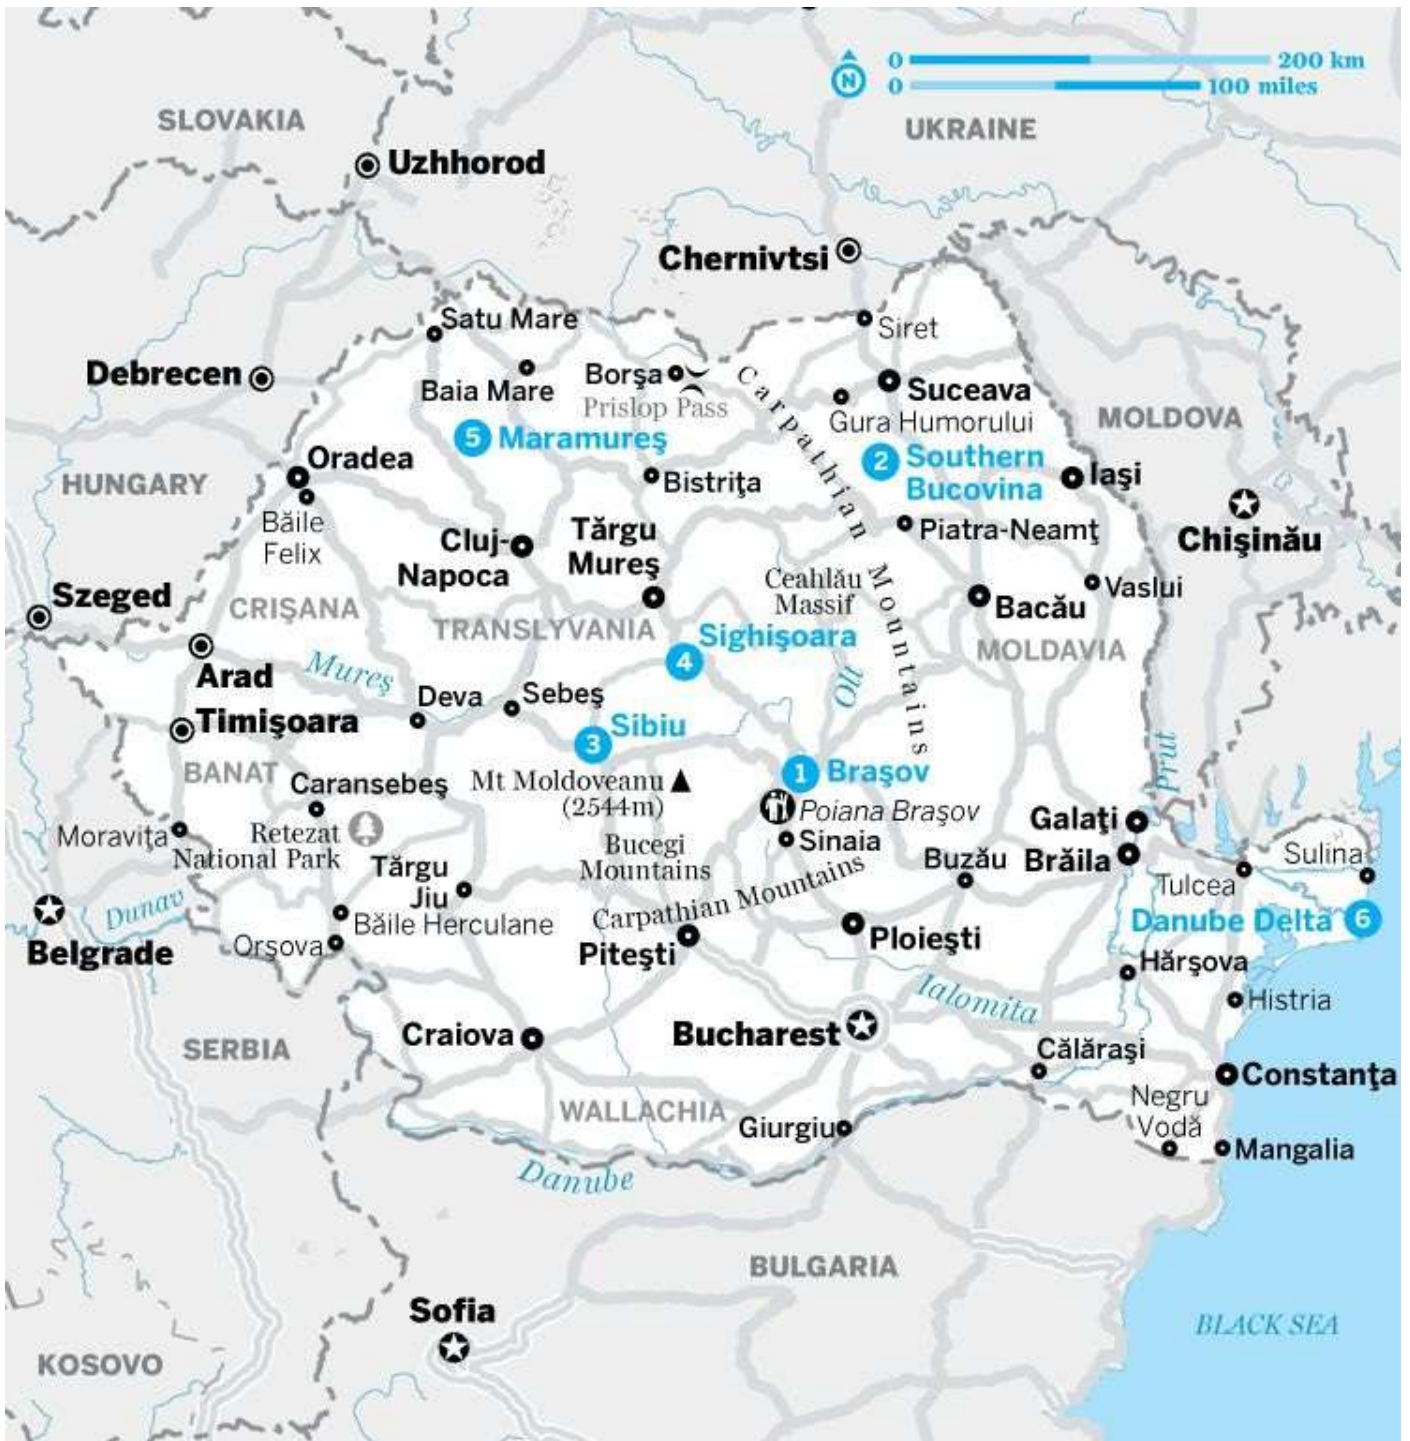 0 200 km
0 100 miles
N
SLOVAKIA
UKRAINE
Uzhhorod
Chernivtsi
Satu Mare
Siret
Debrecen
Baia Mare
Borşa
Prislop Pass
Suceava
Gura Humorului
MOLDOVA
5 Maramureş
Carpathian Mountains
2 Southern
Bucovina
HUNGARY
Oradea
Bistriţa
Iaşi
Băile
Felix
Cluj-
Napoca
Tărgu
Mureş
Piatra-Neamţ
Chişinău
Szeged
CRIŞANA
TRANSLYVANIA
Ceahlău
Massif
Bacău
Vaslui
Sighişoara
4
MOLDAVIA
Arad
Mureş
Deva
Sebeş
Olt
Timişoara
3 Sibiu
BANAT
Caransebeş
Mt Moldoveanu
(2544m)
1 Braşov
Prut
Moraviţa
Retezat
National Park
Bucegi
Mountains
Poiana Braşov
Sinaia
Galaţi
Brăila
Sulina
Tărgu
Jiu
Carpathian Mountains
Buzău
Tulcea
Dunav
Băile Herculane
Danube Delta 6
Belgrade
Orşova
Piteşti
Ploieşti
Hărşova
Ialomita
Histria
SERBIA
Craiova
Bucharest
Călăraşi
Constanţa
WALLACHIA
Giurgiu
Negru
Vodă
Mangalia
Danube
BULGARIA
Sofia
BLACK SEA
KOSOVO